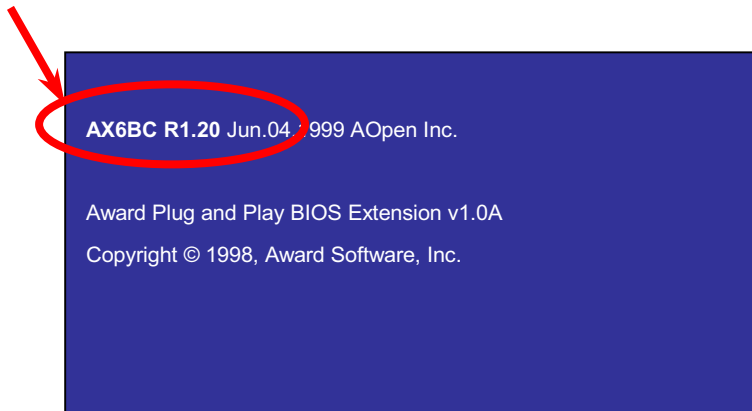 AX6BC R1.20 Jun.04.1999 AOpen Inc.
Award Plug and Play BIOS Extension v1.0A
Copyright © 1998, Award Software, Inc.